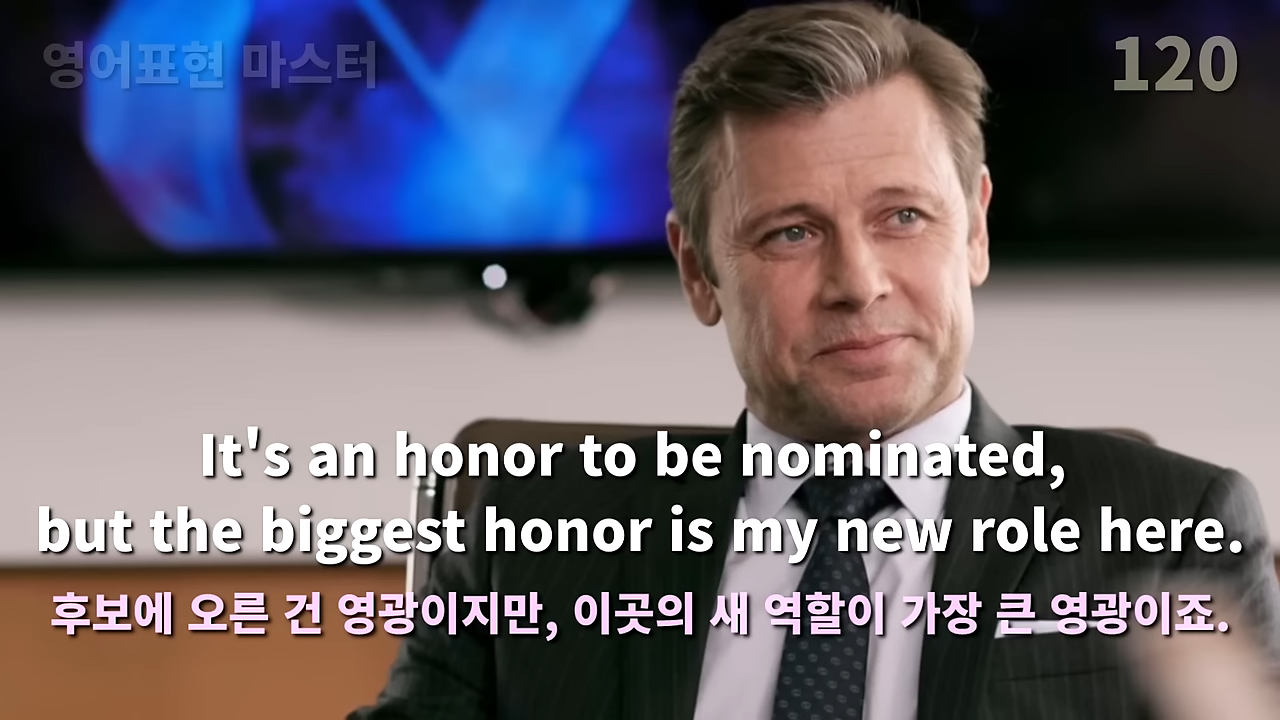 영어표현 마스터
120
It's an honor to be nominated,
but the biggest honor is my new role here.
후보에 오른 건 영광이지만, 이곳의 새 역할이 가장 큰 영광이죠.